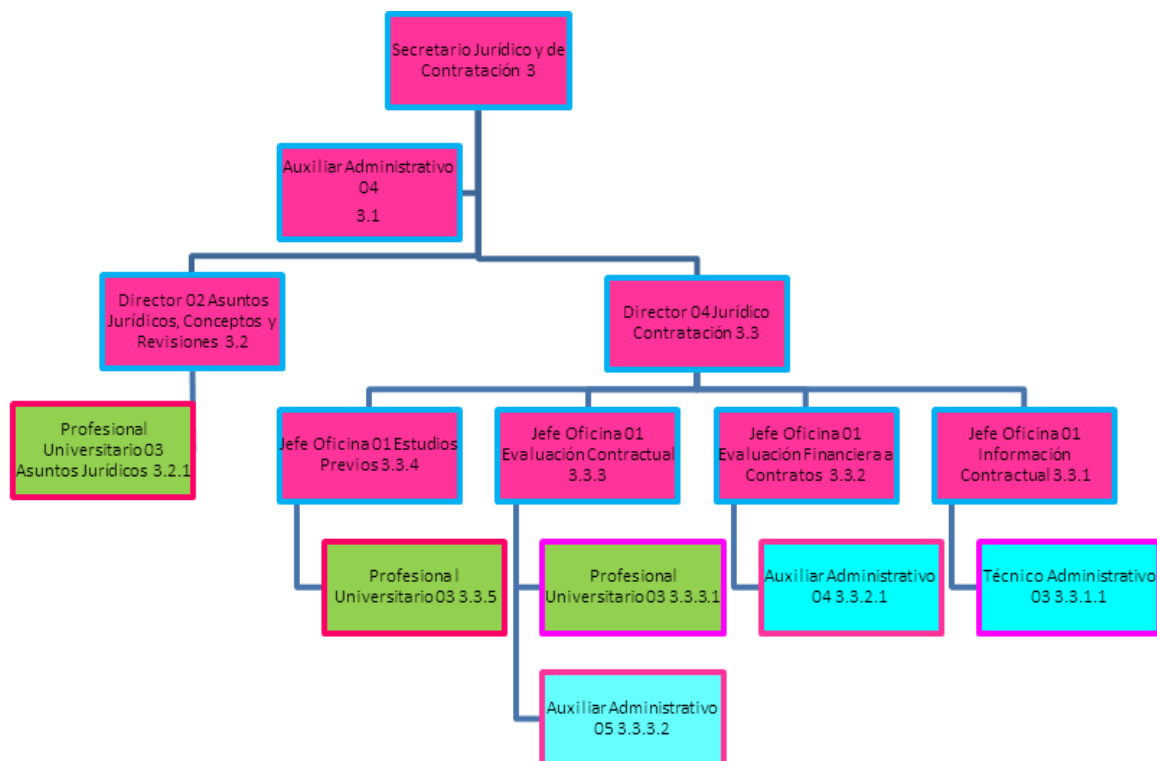 Secretario Jurídico y de
Contratación 3
Auxiliar Administrativo
04
3.1
Director 02 Asuntos
Jurídicos, Conceptos y
Revisiones 3.2
Director 04 Jurídico
Contratación 3.3
Profesional
Universitario 03
Asuntos Jurídicos 3.2.1
Jefe Oficina 01 Estudios
Previos 3.3.4
Jefe Oficina 01
Evaluación Contractual
3.3.3
Jefe Oficina 01
Evaluación Financiera a
Contratos 3.3.2
Jefe Oficina 01
Información
Contractual 3.3.1
Profesional
Universitario 03 3.3.5
Profesional
Universitario 03 3.3.3.1
Auxiliar Administrativo
04 3.3.2.1
Técnico Administrativo
03 3.3.1.1
Auxiliar Administrativo
05 3.3.3.2